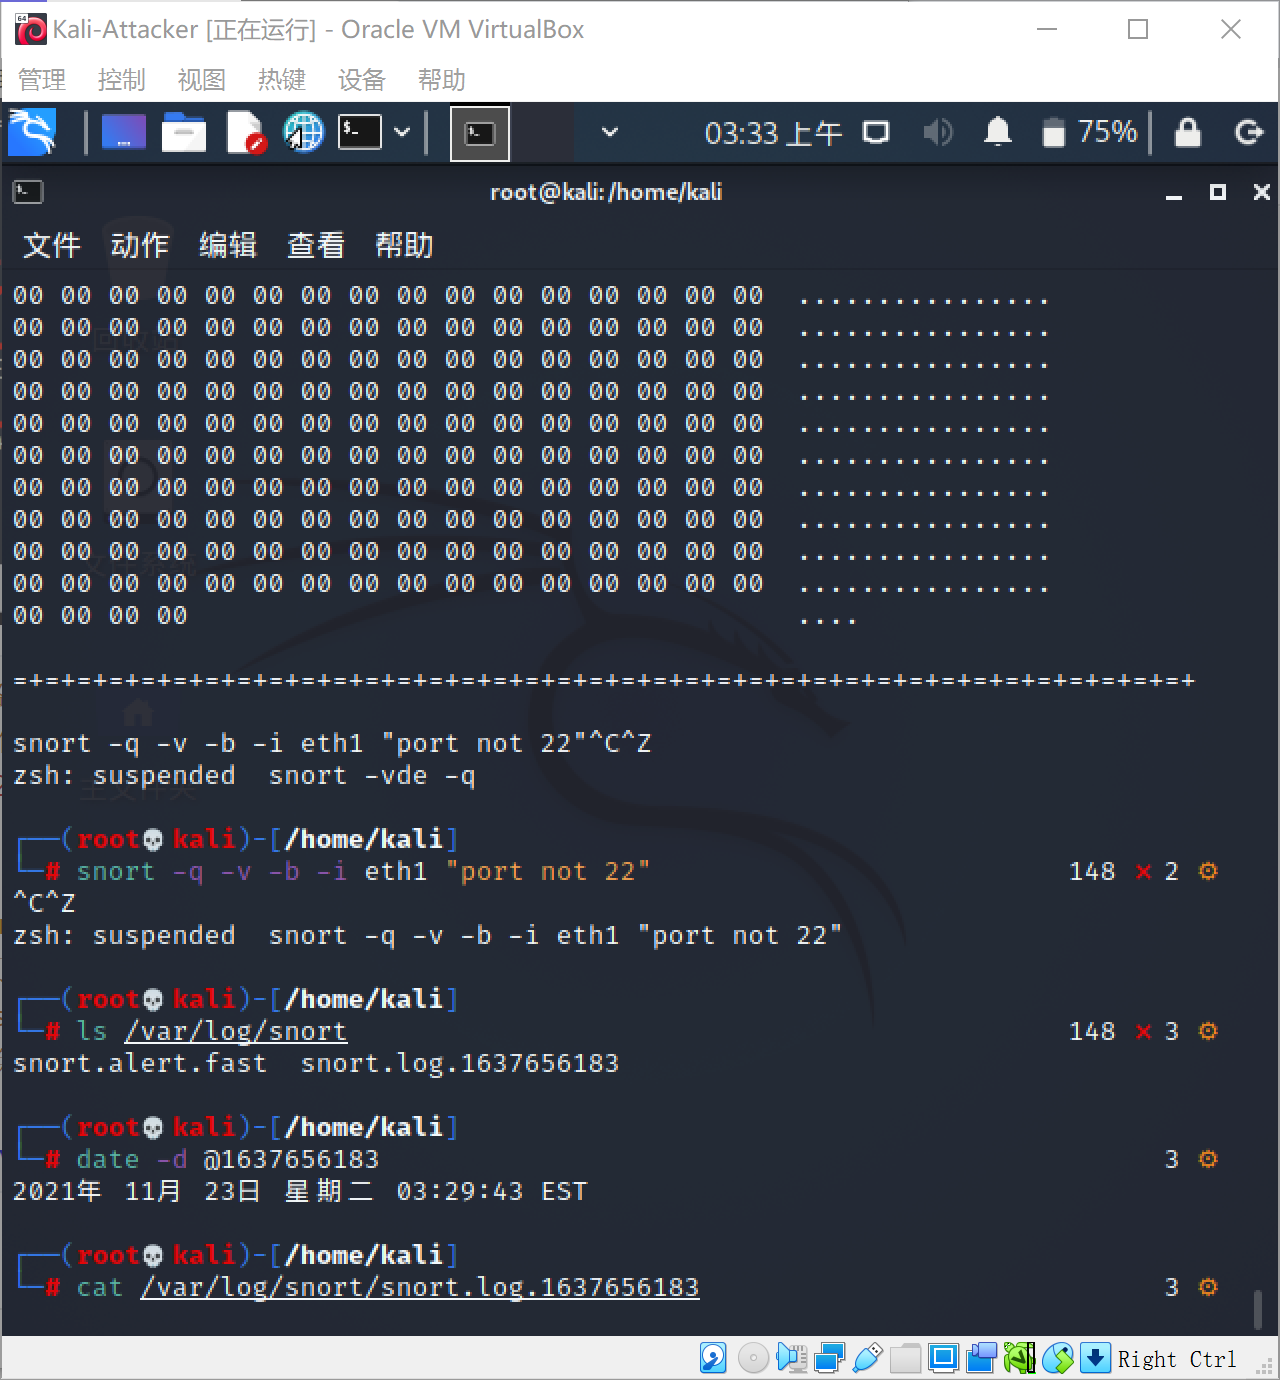 Kali-Attacker [正在运行] - Oracle VM VirtualBox
管理 控制 视图 热键 设备 帮助
03:33 上午 75%
root@kali: /home/kali
文件 动作 编辑 查看 帮助
00 00 00 00 00 00 00 00 00 00 00 00 00 00 00 00 ................
00 00 00 00 00 00 00 00 00 00 00 00 00 00 00 00 ................
00 00 00 00 00 00 00 00 00 00 00 00 00 00 00 00 ................
00 00 00 00 00 00 00 00 00 00 00 00 00 00 00 00 ................
00 00 00 00 00 00 00 00 00 00 00 00 00 00 00 00 ................
00 00 00 00 00 00 00 00 00 00 00 00 00 00 00 00 ................
00 00 00 00 00 00 00 00 00 00 00 00 00 00 00 00 ................
00 00 00 00 00 00 00 00 00 00 00 00 00 00 00 00 ................
00 00 00 00 00 00 00 00 00 00 00 00 00 00 00 00 ................
00 00 00 00 00 00 00 00 00 00 00 00 00 00 00 00 ................
00 00 00 00 ....
=+=+=+=+=+=+=+=+=+=+=+=+=+=+=+=+=+=+=+=+=+=+=+=+=+=+=+=+=+=+=+=+=+=+=+=+=+
snort -q -v -b -i eth1 "port not 22"^C^Z
zsh: suspended snort -vde -q
┌──(root💀kali)-[/home/kali]
└─# snort -q -v -b -i eth1 "port not 22" 148 ⨯ 2 ⚙
^C^Z
zsh: suspended snort -q -v -b -i eth1 "port not 22"
┌──(root💀kali)-[/home/kali]
└─# ls /var/log/snort 148 ⨯ 3 ⚙
snort.alert.fast snort.log.1637656183
┌──(root💀kali)-[/home/kali]
└─# date -d @1637656183 3 ⚙
2021年 11月 23日 星期二 03:29:43 EST
┌──(root💀kali)-[/home/kali]
└─# cat /var/log/snort/snort.log.1637656183 3 ⚙
Right Ctrl